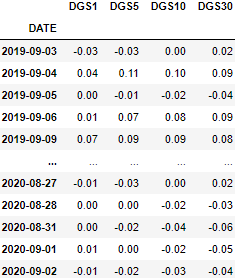 DGS1 DGS5 DGS10 DGS30
DATE
2019-09-03 -0.03 -0.03 0.00 0.02
2019-09-04 0.04 0.11 0.10 0.09
2019-09-05 0.00 -0.01 -0.02 -0.04
2019-09-06 0.01 0.07 0.08 0.09
2019-09-09 0.07 0.09 0.09 0.08
... ... ... ... ...
2020-08-27 -0.01 -0.03 0.00 0.02
2020-08-28 0.00 0.00 -0.02 -0.03
2020-08-31 0.00 -0.02 -0.04 -0.06
2020-09-01 0.01 0.00 -0.02 -0.05
2020-09-02 -0.01 -0.02 -0.03 -0.04